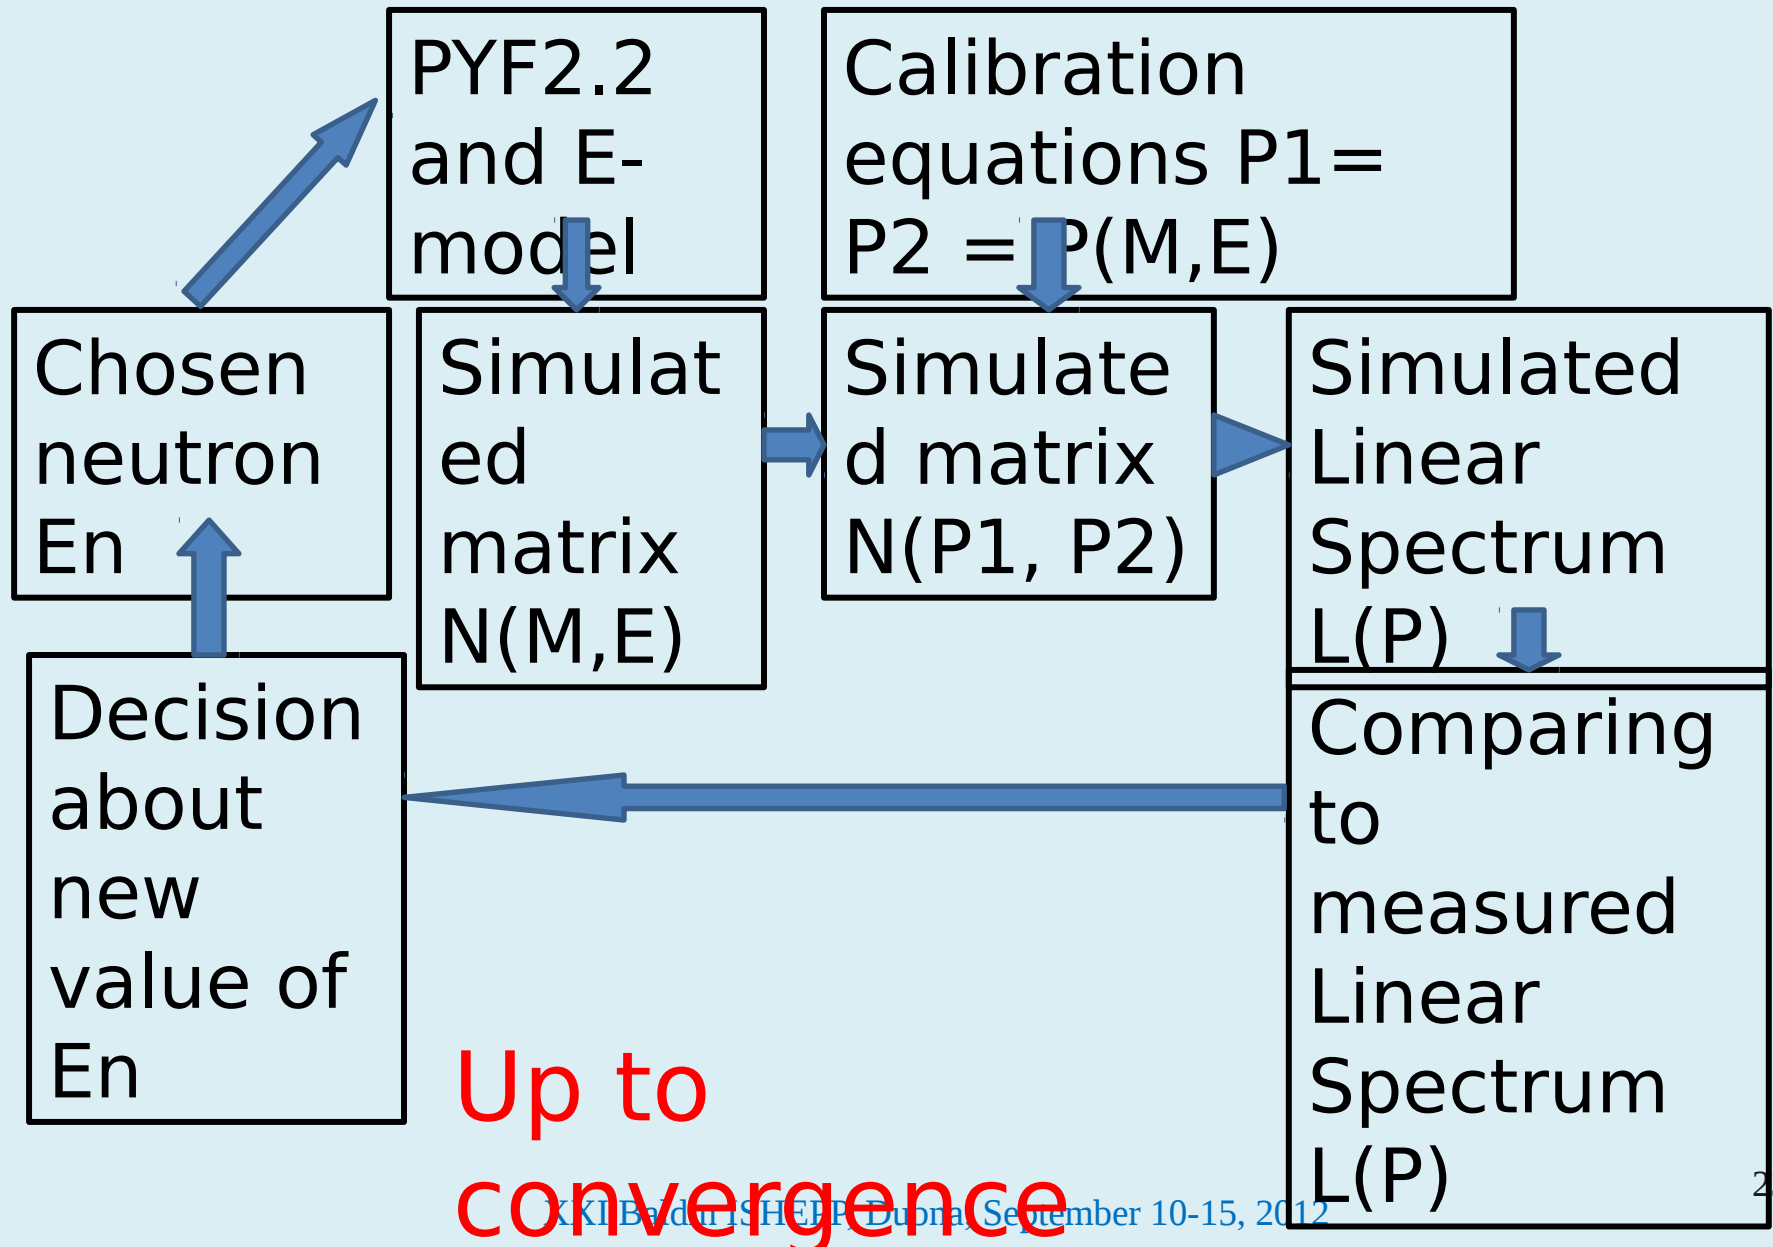 PYF2.2
and E-
model
Calibration
equations P1=
P2 = P(M,E)
Chosen
neutron
En
Simulat
ed
matrix
N(M,E)
Simulate
d matrix
N(P1, P2)
Simulated
Linear
Spectrum
L(P)
Decision
about
new
value of
En
Comparing
to
measured
Linear
Spectrum
L(P)
Up to
convergence
XXI Baldin ISHEPP, Dubna, September 10-15, 2012
2